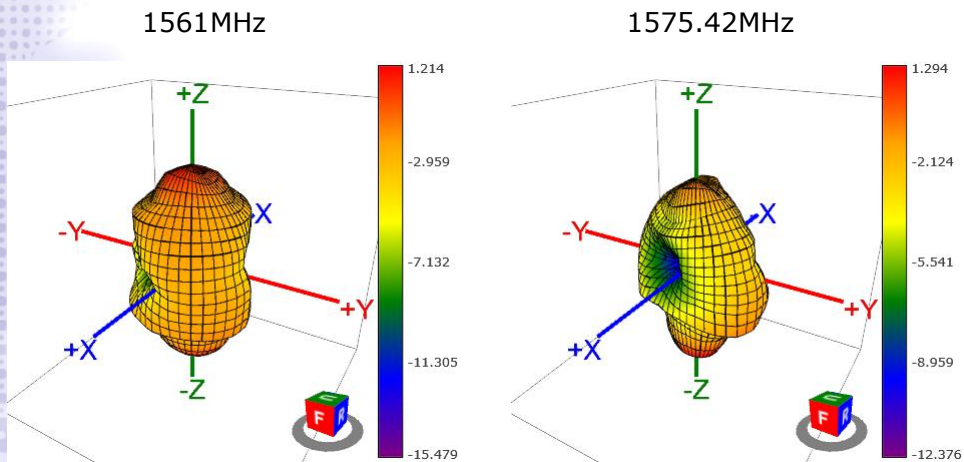 1561MHz
1575.42MHz
+Z
-X
-Y
+Y
+X
-Z
1.214
-2.959
-7.132
-11.305
-15.479
F
R
+Z
-X
-Y
+Y
+X
-Z
1.294
-2.124
-5.541
-8.959
-12.376
F
R